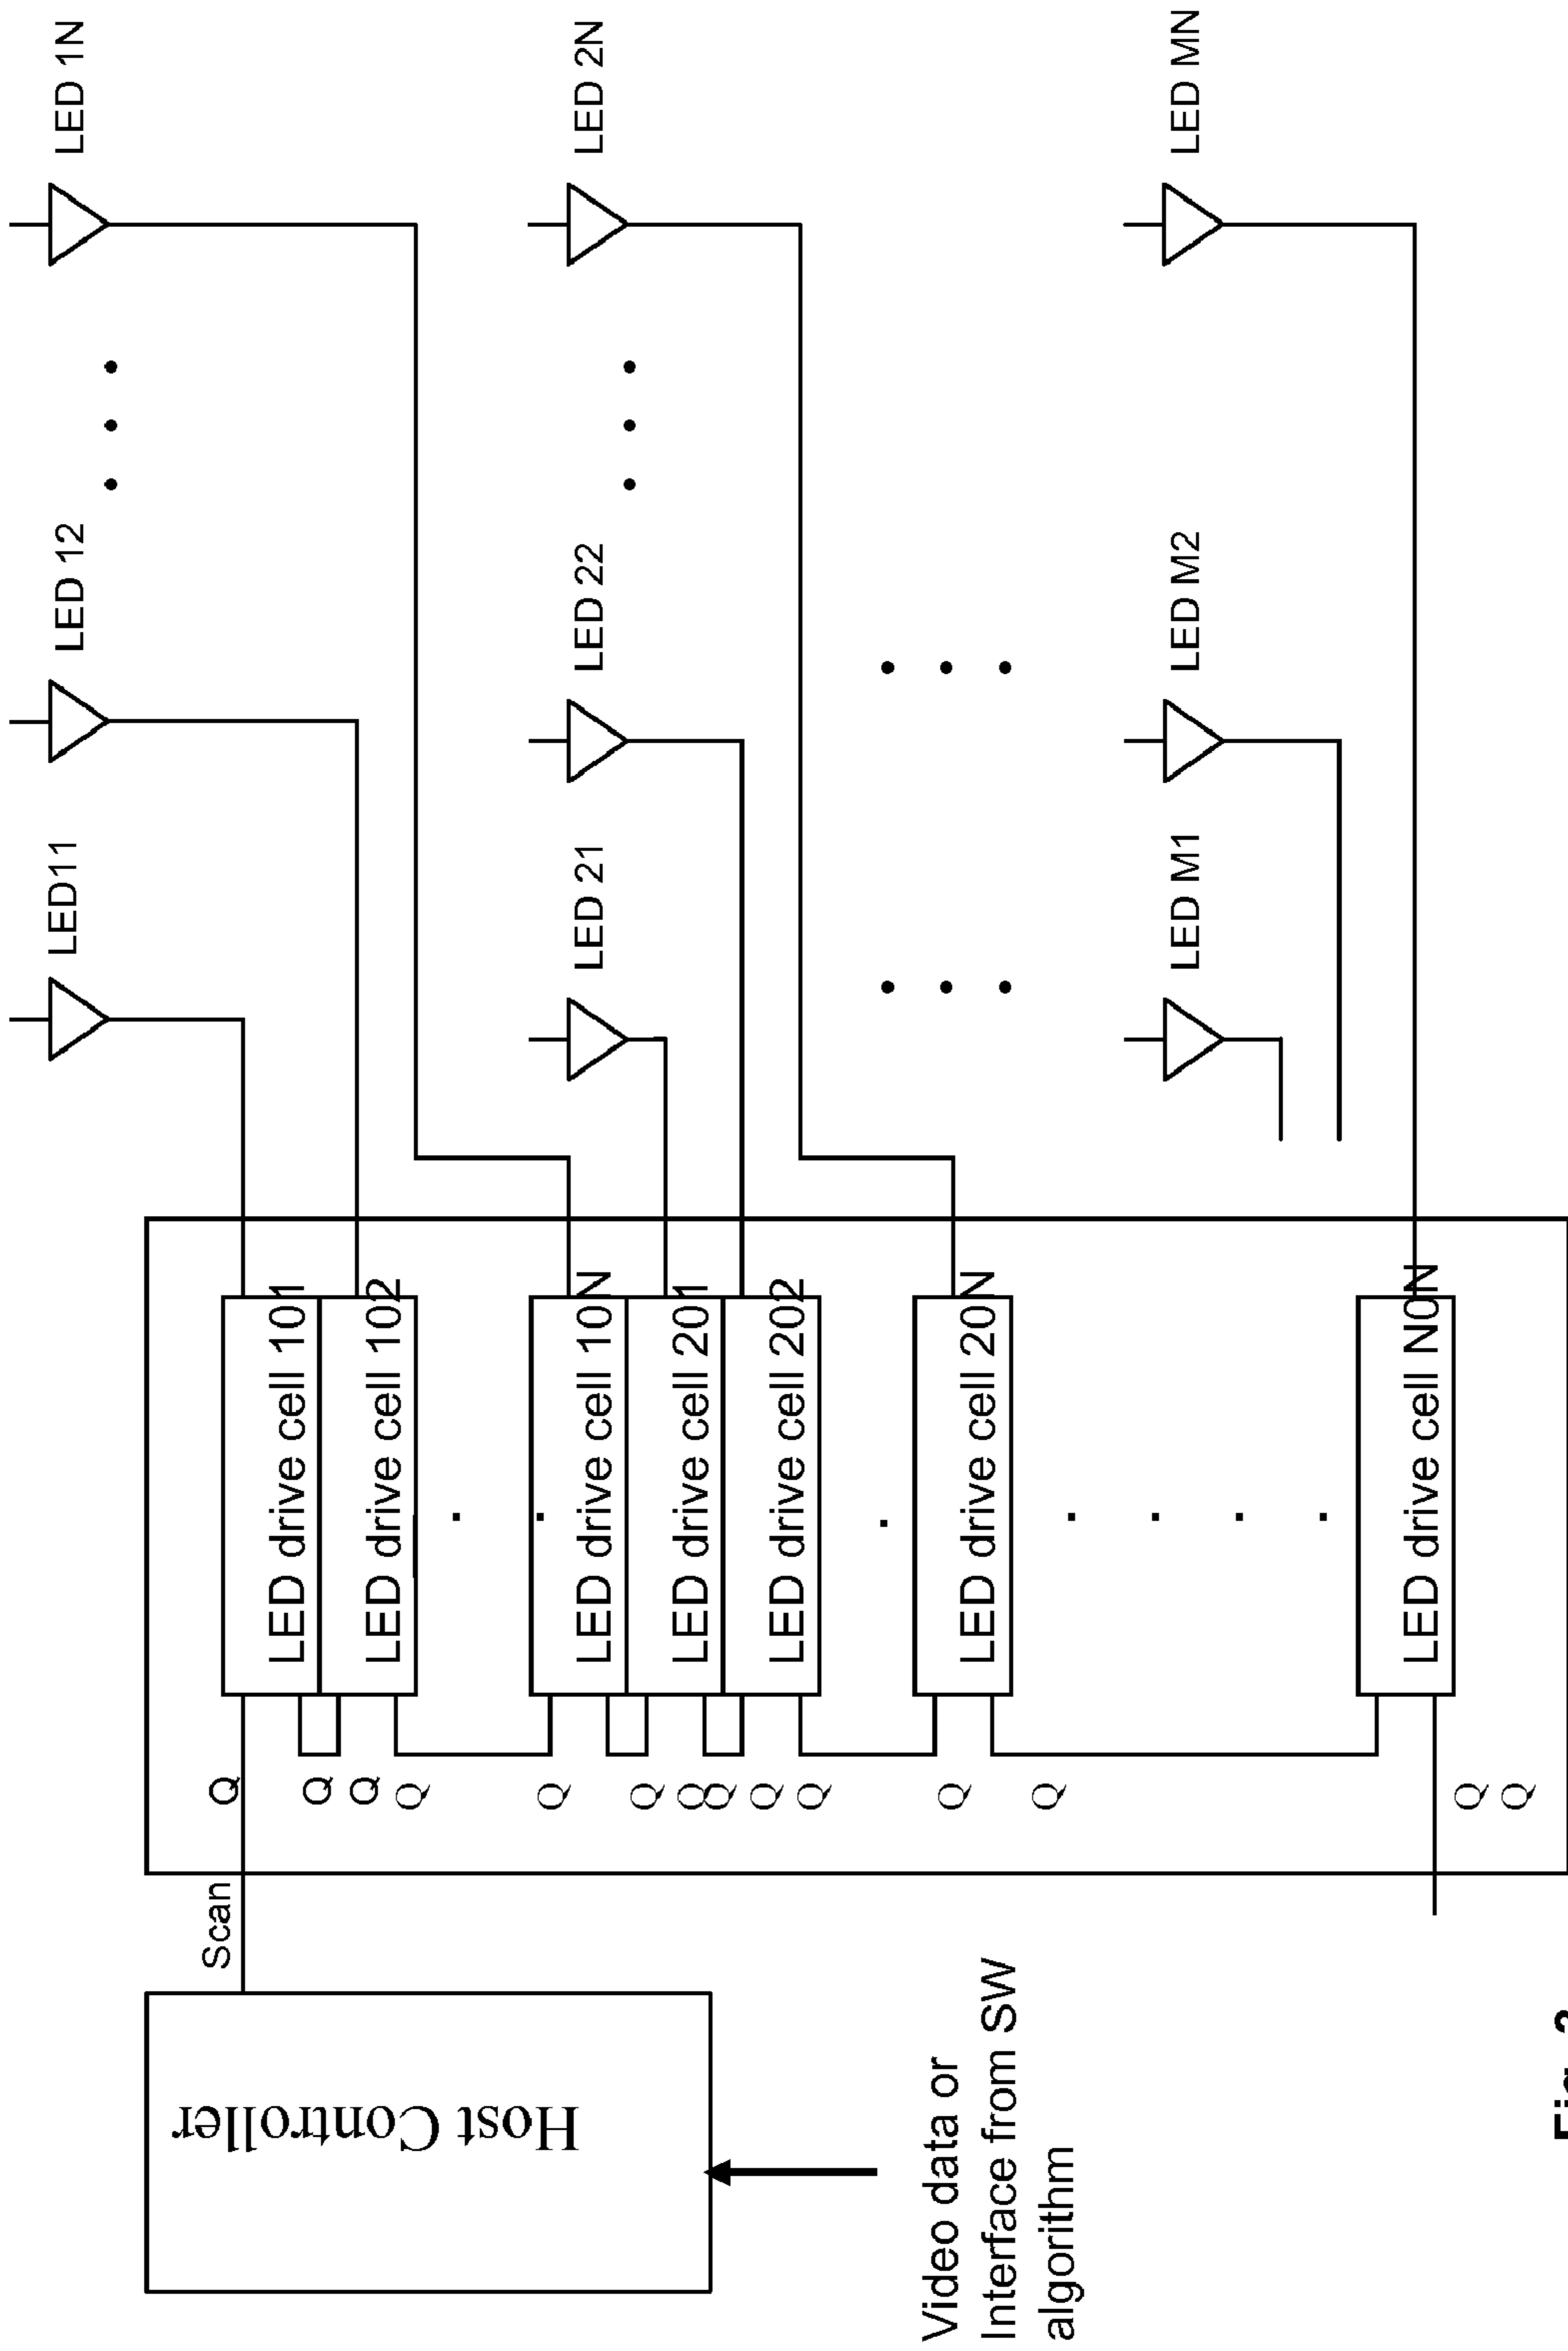 LED11
LED 12
LED 1N
LED 21
LED 22
LED 2N
LED M1
LED M2
LED MN
Host Controller
Scan
Video data or
Interface from SW
algorithm
LED drive cell 101
LED drive cell 102
LED drive cell 10N
LED drive cell 201
LED drive cell 202
LED drive cell 20N
LED drive cell N0N
Q
Q
Q
Q
Q
Q
Q
Q
Q
Q
Q
Q
Q
Q